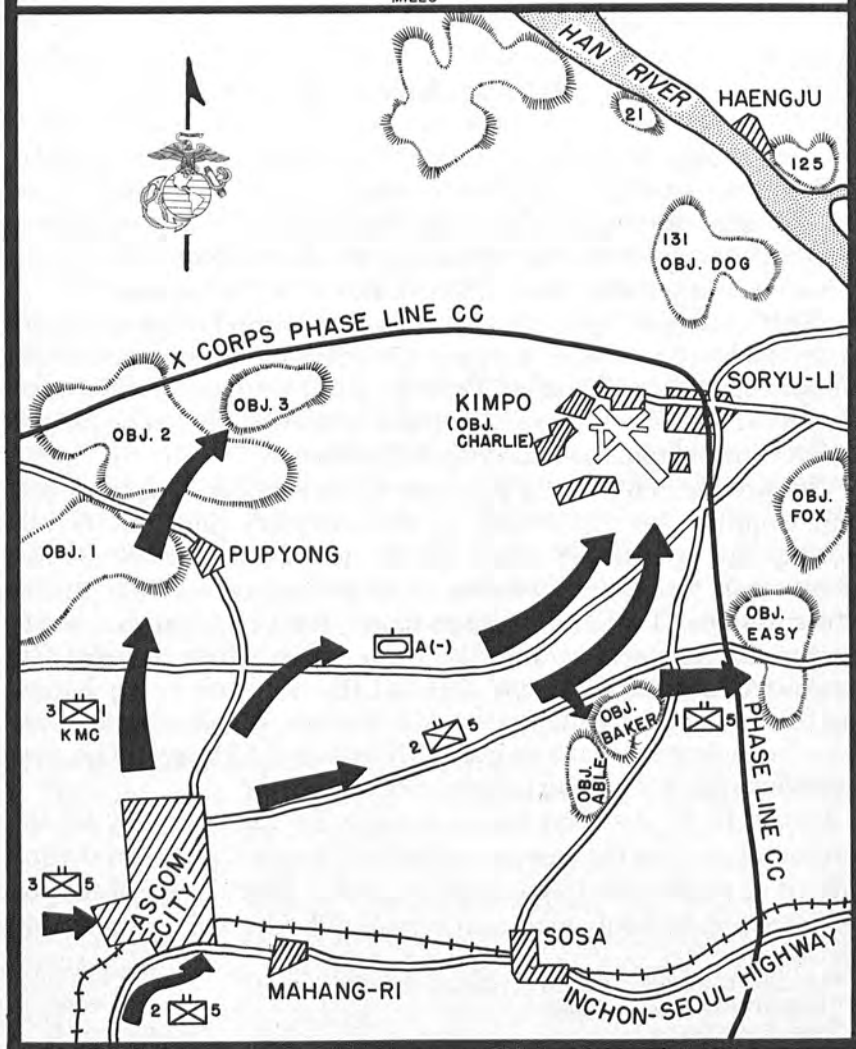 MILES
HAN RIVER
HAENGJU
21
125
131
OBJ. DOG
X CORPS PHASE LINE CC
SORYU-LI
KIMPO
(OBJ.
CHARLIE)
OBJ. 3
OBJ. 2
OBJ. 1
PUPYONG
OBJ.
FOX
OBJ.
EASY
A(-)
3 1
KMC
2 5
OBJ.
BAKER
1 5
OBJ.
ABLE
PHASE LINE CC
3 5
ASCOM
CITY
SOSA
MAHANG-RI
INCHON-SEOUL HIGHWAY
2 5